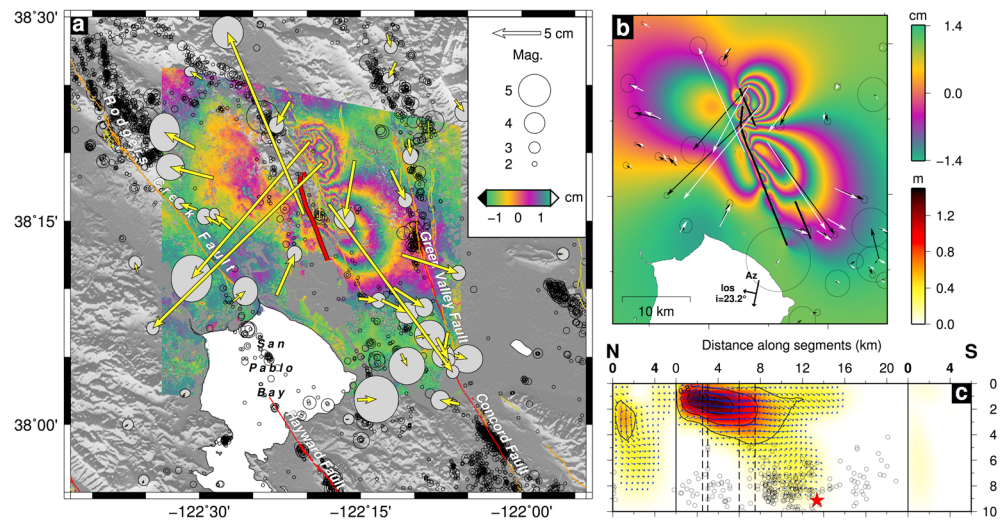 a
38°30'
38°15'
38°00'
−122°30'
−122°15'
−122°00'
Rodgers Creek Fault
Green Valley Fault
Concord Fault
Hayward Fault
San
Pablo
Bay
5 cm
Mag.
5
4
3
2
cm
−1 0 1
b
Az
los
i=23.2°
10 km
cm
1.4
0.0
−1.4
m
1.2
0.8
0.4
0.0
Distance along segments (km)
N S
0 4 0 4 8 12 16 20 0 4
c
0
2
4
6
8
10